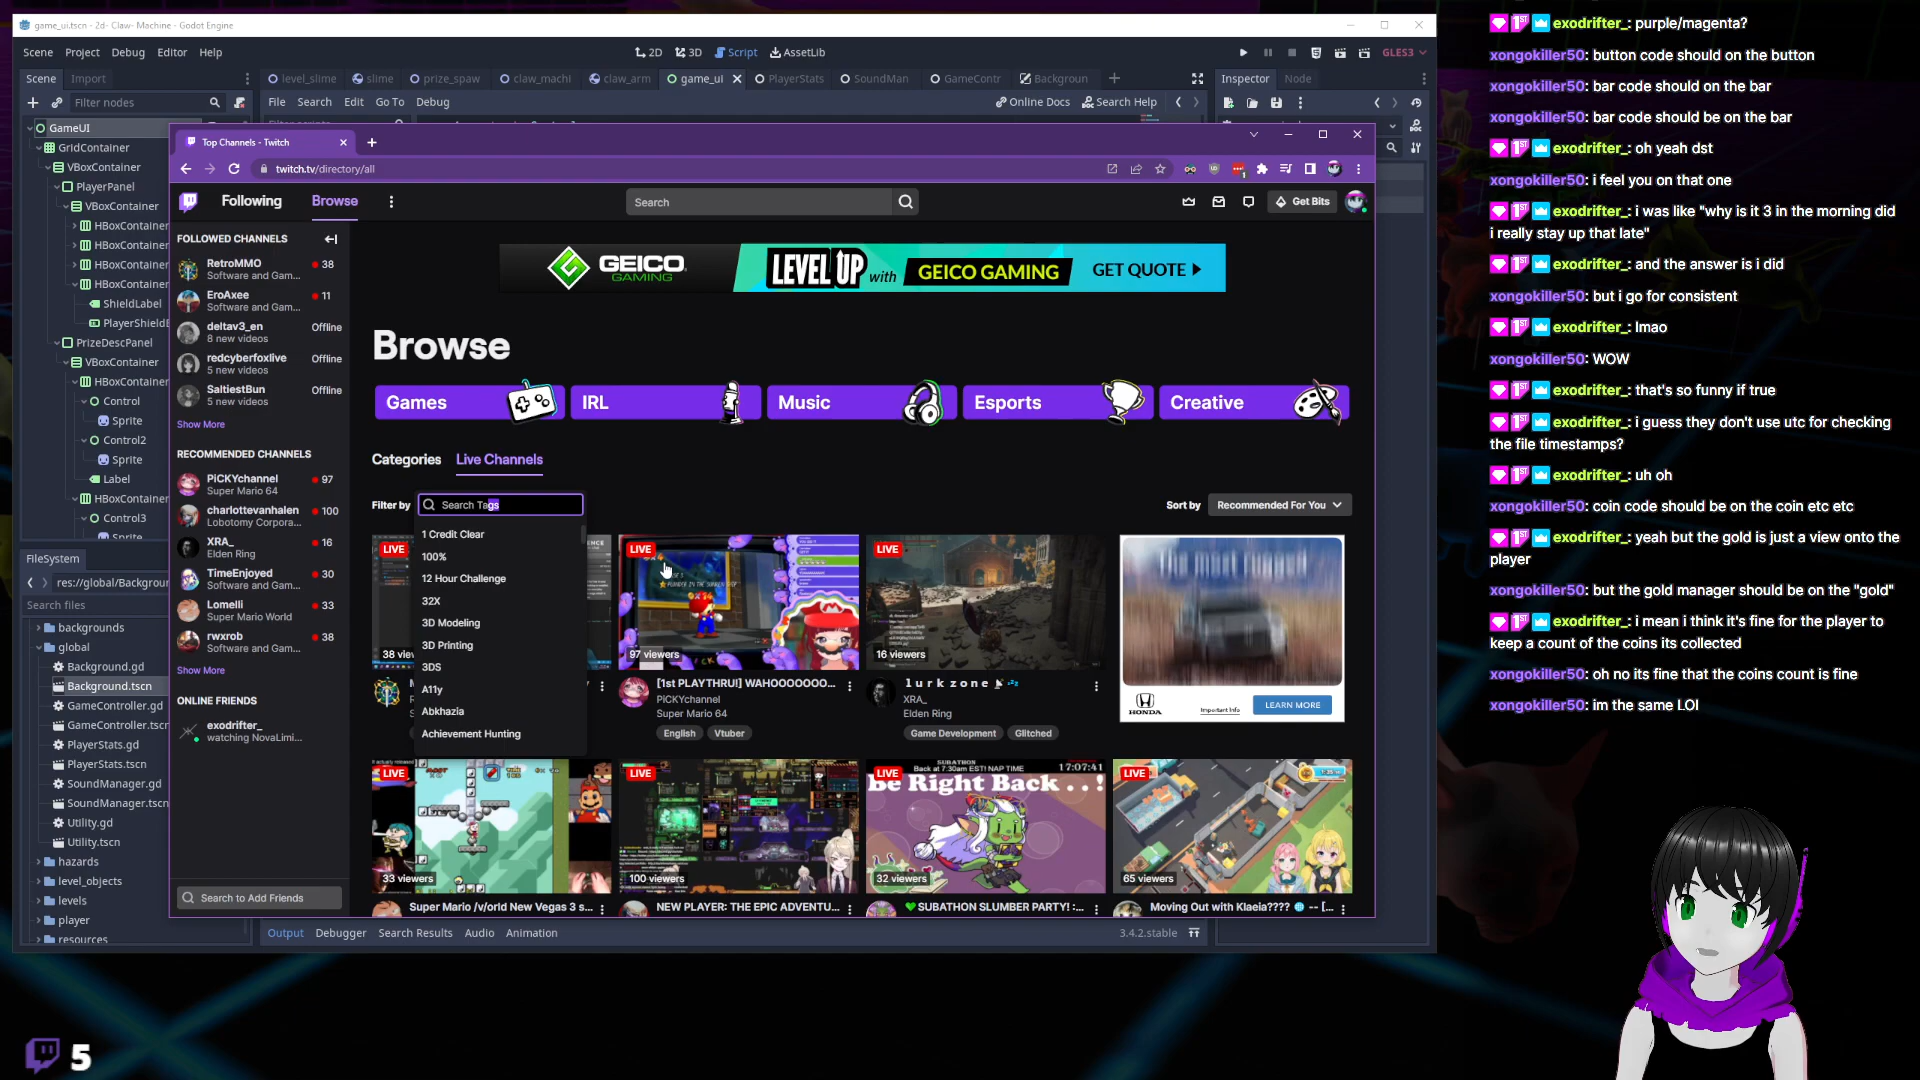 game_ui.tscn - 2d- Claw- Machine - Godot Engine
Scene Project Debug Editor Help
2D 3D Script AssetLib
GLES3
Scene Import
level_slime slime prize_spaw claw_machi claw_arm game_ui PlayerStats SoundMan GameContr Backgroun
Inspector Node
Filter nodes
File Search Edit Go To Debug
Online Docs Search Help
GameUI
GridContainer
VBoxContainer
PlayerPanel
VBoxContainer
HBoxContainer
HBoxContainer
HBoxContainer
HBoxContainer
ShieldLabel
PlayerShieldB
PrizeDescPanel
VBoxContainer
HBoxContainer
Control
Sprite
Control2
Sprite
Label
HBoxContainer
Control3
Sprite
FileSystem
res://global/Backgroun
Search files
backgrounds
global
Background.gd
Background.tscn
GameController.gd
GameController.tscn
PlayerStats.gd
PlayerStats.tscn
SoundManager.gd
SoundManager.tscn
Utility.gd
Utility.tscn
hazards
level_objects
levels
player
resources
Top Channels - Twitch
twitch.tv/directory/all
Following Browse
Search
Get Bits
FOLLOWED CHANNELS
RetroMMO 38
Software and Gam...
EroAxee 11
Software and Gam...
deltav3_en Offline
8 new videos
redcyberfoxlive Offline
5 new videos
SaltiestBun Offline
5 new videos
Show More
RECOMMENDED CHANNELS
PiCKYchannel 97
Super Mario 64
charlottevanhalen 100
Lobotomy Corpora...
XRA_ 16
Elden Ring
TimeEnjoyed 30
Software and Gam...
Lomelli 33
Super Mario World
rwxrob 38
Software and Gam...
Show More
ONLINE FRIENDS
exodrifter_
watching NovaLimi...
Search to Add Friends
GEICO GAMING LEVEL UP with GEICO GAMING GET QUOTE
Browse
Games IRL Music Esports Creative
Categories Live Channels
Filter by Search Tags
Sort by Recommended For You
1 Credit Clear
100%
12 Hour Challenge
32X
3D Modeling
3D Printing
3DS
A11y
Abkhazia
Achievement Hunting
LIVE
38 view
LIVE
97 viewers
[1st PLAYTHRU!] WAHOOOOOOO...
PiCKYchannel
Super Mario 64
English Vtuber
LIVE
16 viewers
l u r k z o n e
XRA_
Elden Ring
Game Development Glitched
HONDA
Important Info
LEARN MORE
LIVE
33 viewers
Super Mario /v/orld New Vegas 3 s...
LIVE
100 viewers
NEW PLAYER: THE EPIC ADVENTU...
LIVE
SUBATHON
Back at 7:30am EST! NAP TIME
17:07:41
Be Right Back . . !
32 viewers
SUBATHON SLUMBER PARTY! :...
LIVE
65 viewers
Moving Out with Klaeia???? -- [...
Output Debugger Search Results Audio Animation
3.4.2.stable
exodrifter_: purple/magenta?
xongokiller50: button code should on the button
xongokiller50: bar code should on the bar
xongokiller50: bar code should be on the bar
exodrifter_: oh yeah dst
xongokiller50: i feel you on that one
exodrifter_: i was like "why is it 3 in the morning did
i really stay up that late"
exodrifter_: and the answer is i did
xongokiller50: but i go for consistent
exodrifter_: lmao
xongokiller50: WOW
exodrifter_: that's so funny if true
exodrifter_: i guess they don't use utc for checking
the file timestamps?
exodrifter_: uh oh
xongokiller50: coin code should be on the coin etc etc
exodrifter_: yeah but the gold is just a view onto the
player
xongokiller50: but the gold manager should be on the "gold"
exodrifter_: i mean i think it's fine for the player to
keep a count of the coins its collected
xongokiller50: oh no its fine that the coins count is fine
xongokiller50: im the same LOl
5